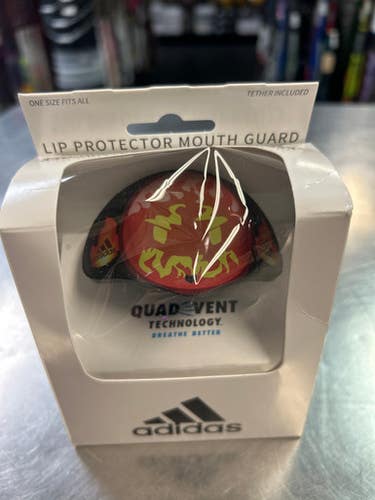 ONE SIZE FITS ALL
TETHER INCLUDED
LIP PROTECTOR MOUTH GUARD
QUAD VENT
TECHNOLOGY
BREATHE BETTER
adidas